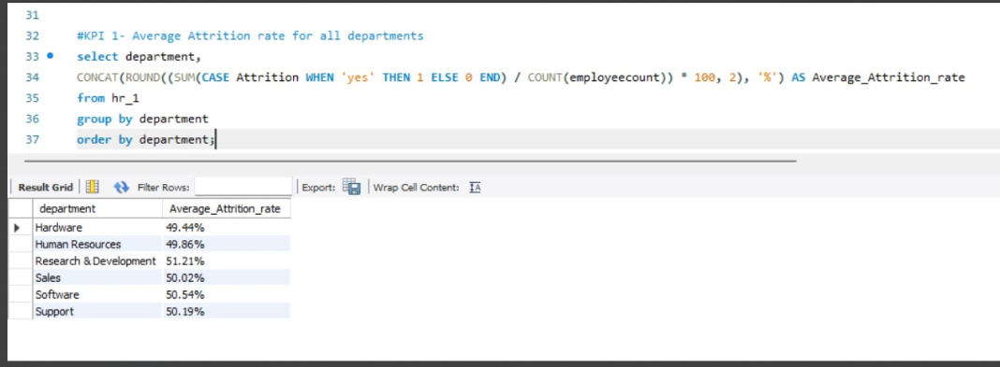 31
32 #KPI 1- Average Attrition rate for all departments
33 select department,
34 CONCAT(ROUND((SUM(CASE Attrition WHEN 'yes' THEN 1 ELSE 0 END) / COUNT(employeecount)) * 100, 2), '%') AS Average_Attrition_rate
35 from hr_1
36 group by department
37 order by department;
Result Grid Filter Rows: Export: Wrap Cell Content: IA
department Average_Attrition_rate
Hardware 49.44%
Human Resources 49.86%
Research & Development 51.21%
Sales 50.02%
Software 50.54%
Support 50.19%